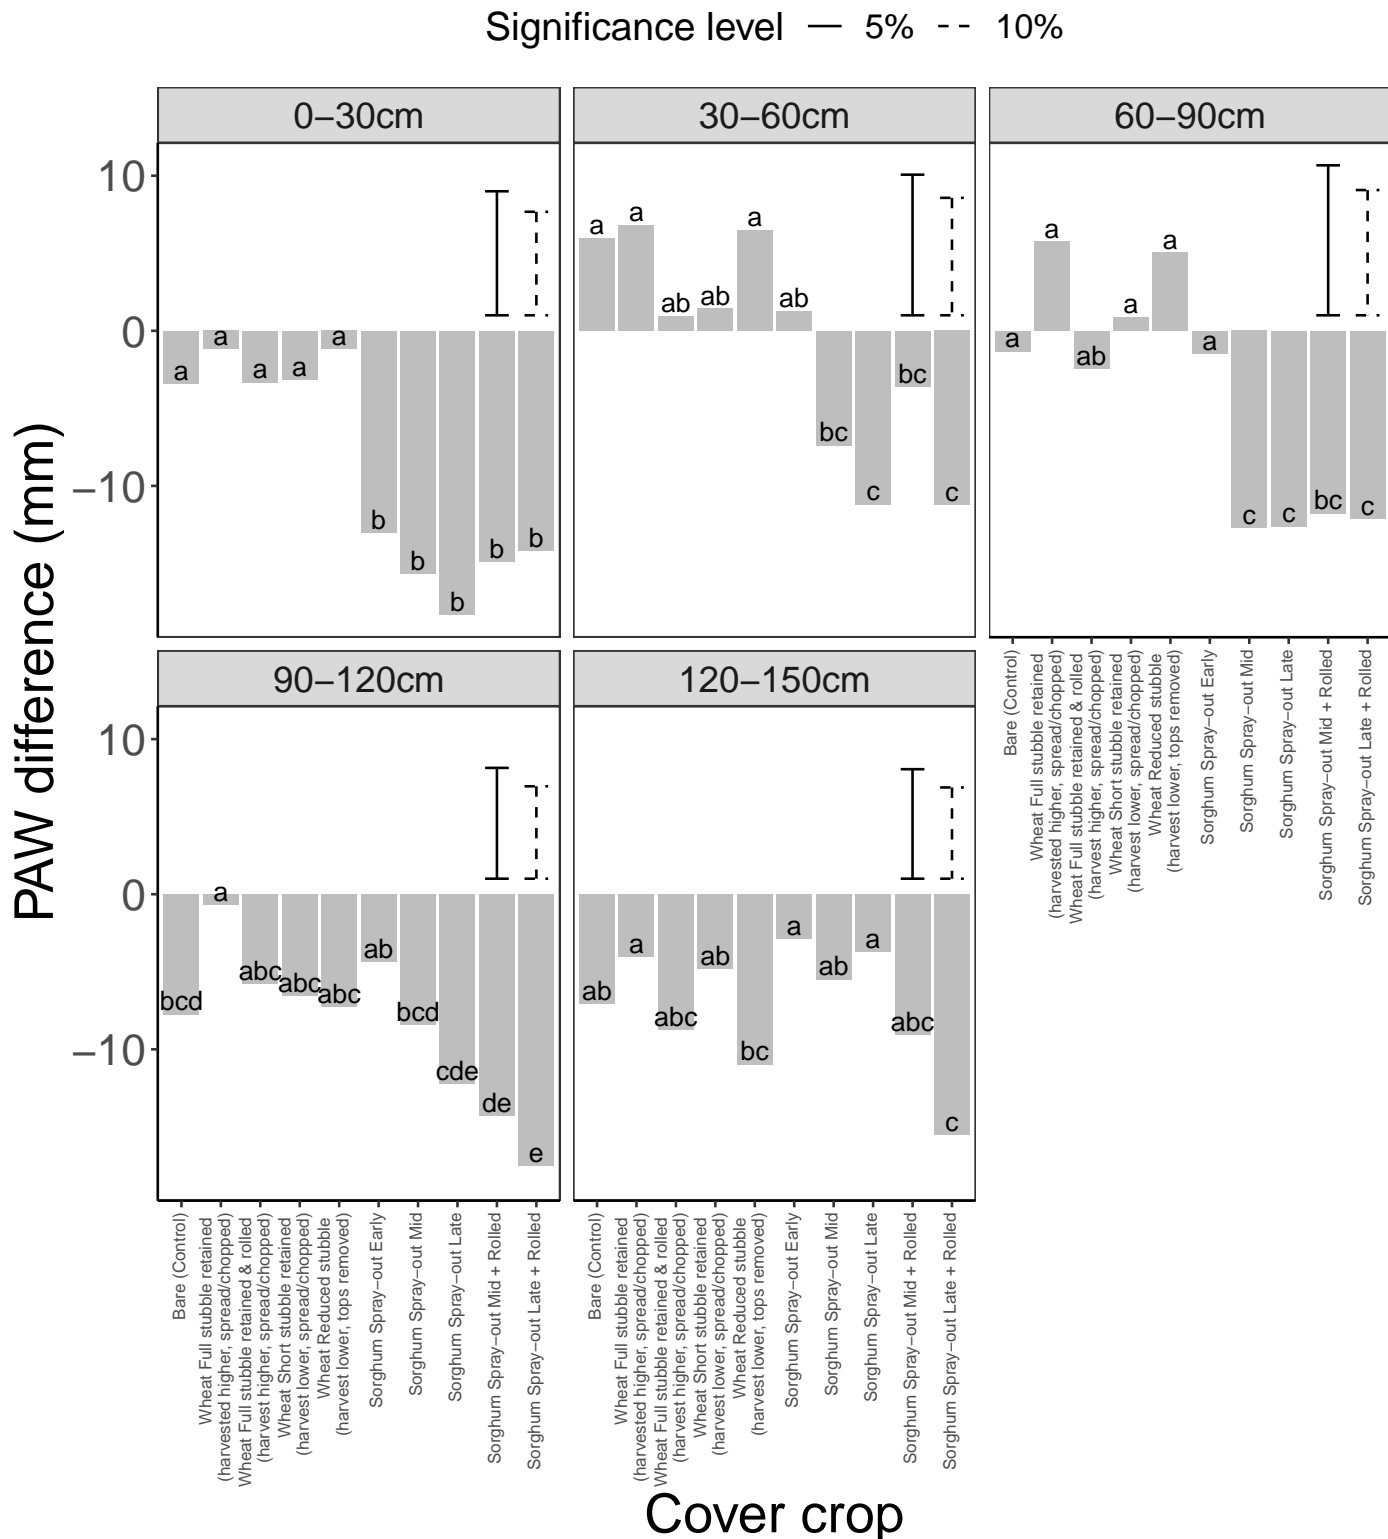 Significance level 5% 10%
0–30cm
30–60cm
60–90cm
PAW difference (mm)
10
0
–10
a
a
a
a
a
b
b
b
b
b
a
a
ab
ab
a
ab
bc
c
bc
c
a
a
ab
a
a
a
c
c
bc
c
Bare (Control)
Wheat Full stubble retained
(harvested higher, spread/chopped)
Wheat Full stubble retained & rolled
(harvest higher, spread/chopped)
Wheat Short stubble retained
(harvest lower, spread/chopped)
Wheat Reduced stubble
(harvest lower, tops removed)
Sorghum Spray–out Early
Sorghum Spray–out Mid
Sorghum Spray–out Late
Sorghum Spray–out Mid + Rolled
Sorghum Spray–out Late + Rolled
90–120cm
120–150cm
10
0
–10
bcd
a
abc
abc
abc
ab
bcd
cde
de
e
ab
a
abc
ab
bc
a
ab
a
abc
c
Bare (Control)
Wheat Full stubble retained
(harvested higher, spread/chopped)
Wheat Full stubble retained & rolled
(harvest higher, spread/chopped)
Wheat Short stubble retained
(harvest lower, spread/chopped)
Wheat Reduced stubble
(harvest lower, tops removed)
Sorghum Spray–out Early
Sorghum Spray–out Mid
Sorghum Spray–out Late
Sorghum Spray–out Mid + Rolled
Sorghum Spray–out Late + Rolled
Bare (Control)
Wheat Full stubble retained
(harvested higher, spread/chopped)
Wheat Full stubble retained & rolled
(harvest higher, spread/chopped)
Wheat Short stubble retained
(harvest lower, spread/chopped)
Wheat Reduced stubble
(harvest lower, tops removed)
Sorghum Spray–out Early
Sorghum Spray–out Mid
Sorghum Spray–out Late
Sorghum Spray–out Mid + Rolled
Sorghum Spray–out Late + Rolled
Cover crop